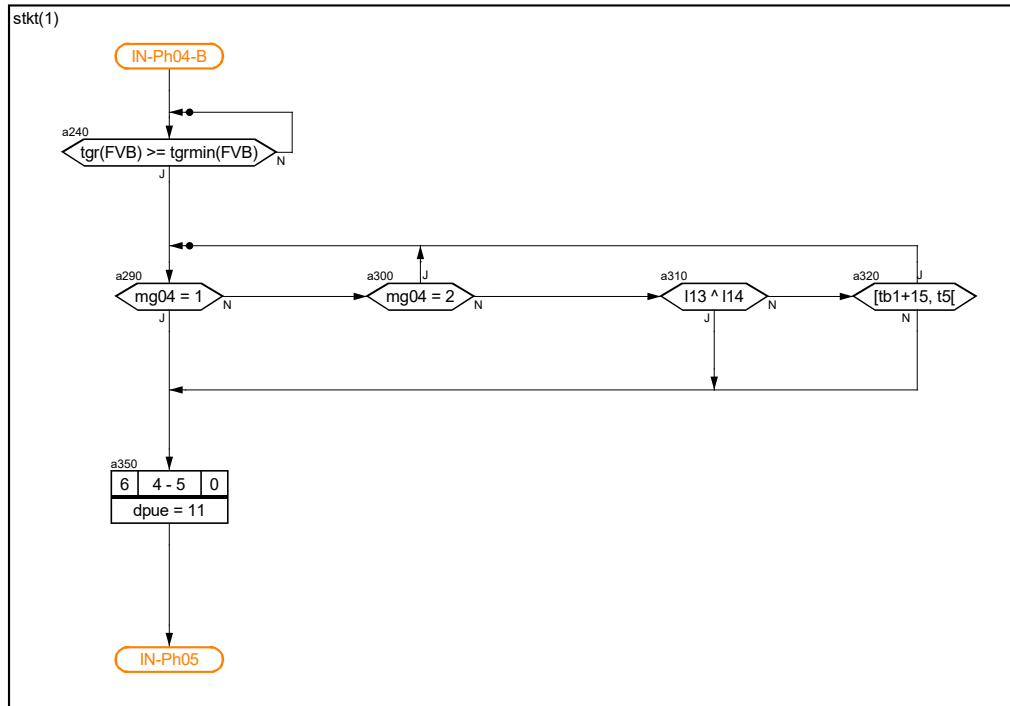 stkt(1)
IN-Ph04-B
a240
tgr(FVB) >= tgrmin(FVB)
N
J
a290
mg04 = 1
N
J
a300
J
mg04 = 2
N
a310
l13 ^ l14
N
J
a320
J
[tb1+15, t5[
N
a350
6 4 - 5 0
dpue = 11
IN-Ph05